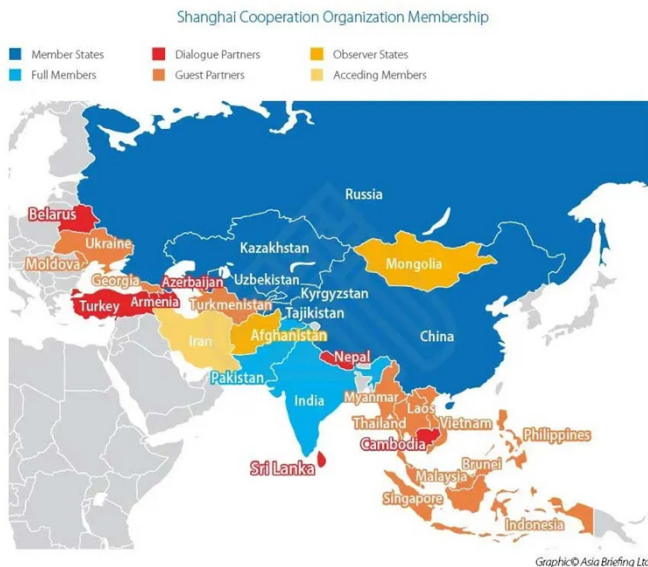 Shanghai Cooperation Organization Membership
Member States
Dialogue Partners
Observer States
Full Members
Guest Partners
Acceding Members
Russia
Belarus
Ukraine
Kazakhstan
Moldova
Mongolia
Georgia
Azerbaijan
Uzbekistan
Kyrgyzstan
Turkey
Armenia
Turkmenistan
Tajikistan
China
Iran
Afghanistan
Nepal
Pakistan
India
Myanmar
Laos
Thailand
Vietnam
Philippines
Cambodia
Sri Lanka
Brunei
Malaysia
Singapore
Indonesia
Graphic© Asia Briefing Ltd